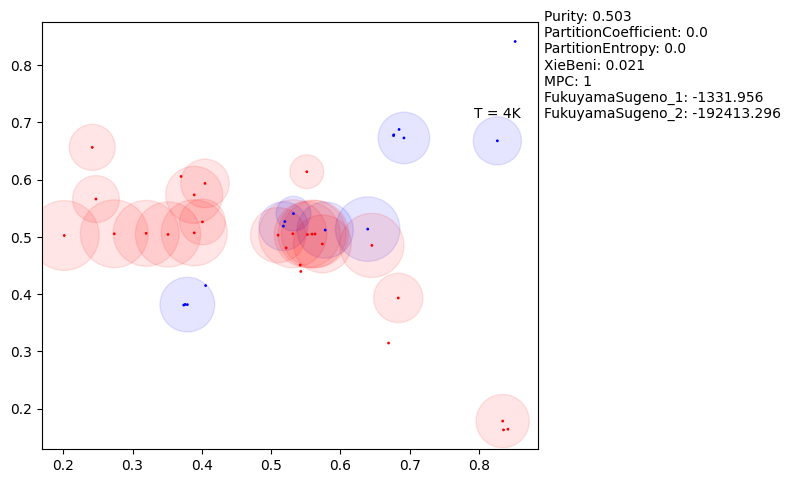 Purity: 0.503
PartitionCoefficient: 0.0
PartitionEntropy: 0.0
XieBeni: 0.021
MPC: 1
FukuyamaSugeno_1: -1331.956
FukuyamaSugeno_2: -192413.296
T = 4K
0.8
0.7
0.6
0.5
0.4
0.3
0.2
0.2 0.3 0.4 0.5 0.6 0.7 0.8